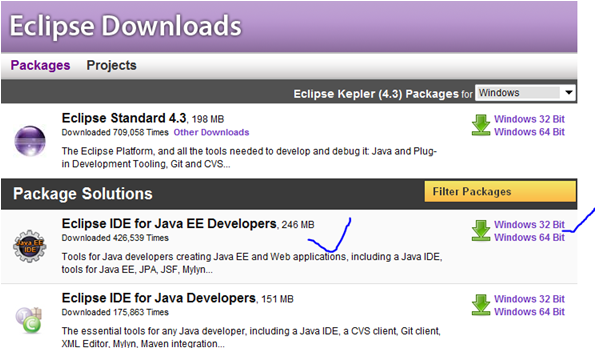 Eclipse Downloads
Packages Projects
Eclipse Kepler (4.3) Packages for Windows
Eclipse Standard 4.3, 198 MB
Downloaded 709,058 Times Other Downloads
The Eclipse Platform, and all the tools needed to develop and debug it: Java and Plug-
in Development Tooling, Git and CVS...
Windows 32 Bit
Windows 64 Bit
Package Solutions
Filter Packages
Java EE
IDE
Eclipse IDE for Java EE Developers, 246 MB
Downloaded 426,539 Times
Tools for Java developers creating Java EE and Web applications, including a Java IDE,
tools for Java EE, JPA, JSF, Mylyn...
Windows 32 Bit
Windows 64 Bit
Eclipse IDE for Java Developers, 151 MB
Downloaded 175,863 Times
The essential tools for any Java developer, including a Java IDE, a CVS client, Git client,
XML Editor, Mylyn, Maven integration...
Windows 32 Bit
Windows 64 Bit